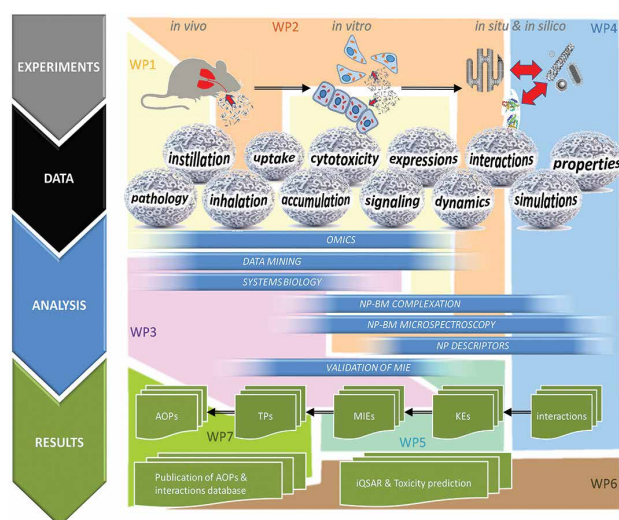 in vivo
WP2
in vitro
in situ & in silico
WP4
EXPERIMENTS
WP1
DATA
instillation
uptake
cytotoxicity
expressions
interactions
properties
pathology
inhalation
accumulation
signaling
dynamics
simulations
ANALYSIS
OMICS
DATA MINING
SYSTEMS BIOLOGY
NP-BM COMPLEXATION
WP3
NP-BM MICROSPECTROSCOPY
NP DESCRIPTORS
VALIDATION OF MIE
RESULTS
AOPs
TPs
MIEs
KEs
interactions
WP7
WP5
Publication of AOPs &
interactions database
iQSAR & Toxicity prediction
WP6